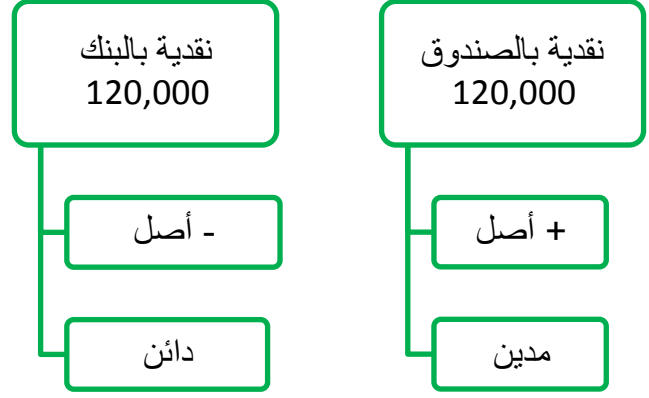 نقدية بالصندوق
120,000
+ أصل
مدين
نقدية بالبنك
120,000
- أصل
دائن